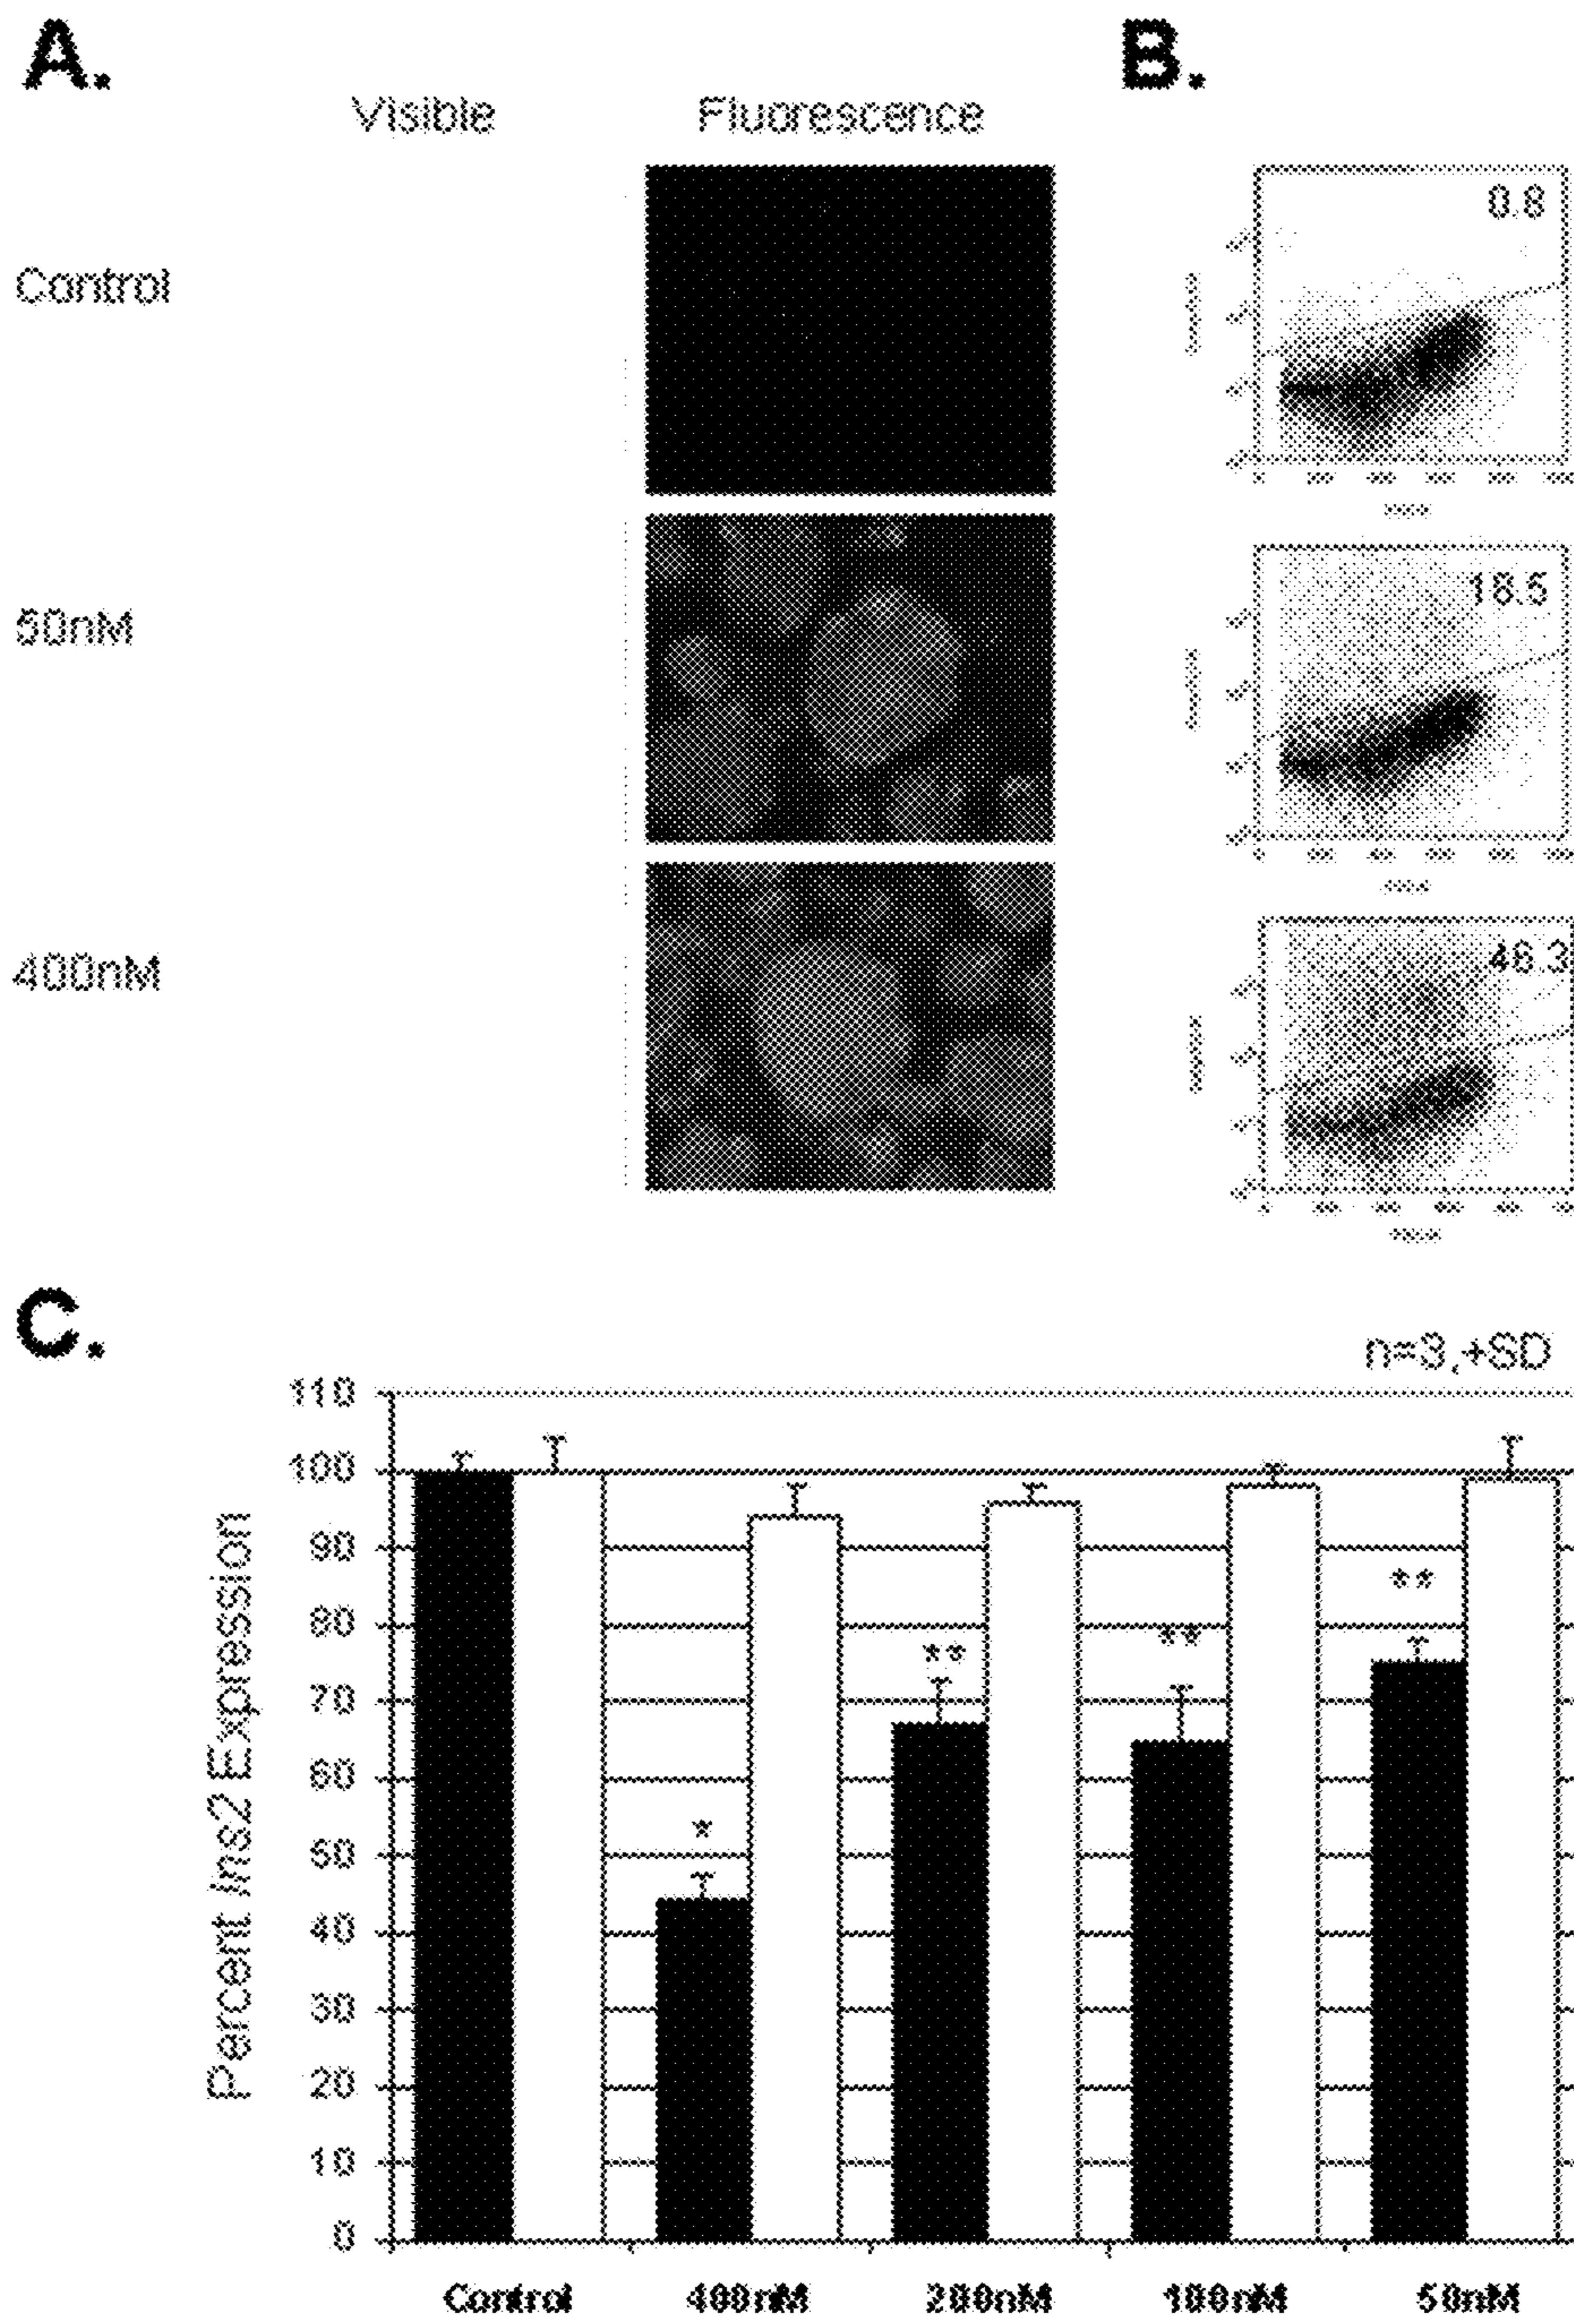 A.
B.
Visible
Fluorescence
Control
50nM
400nM
0.8
18.5
46.3
C.
n=3,+SD
Percent Ins2 Expression
110
100
90
80
70
60
50
40
30
20
10
0
*
**
**
**
Control
400nM
200nM
100nM
50nM